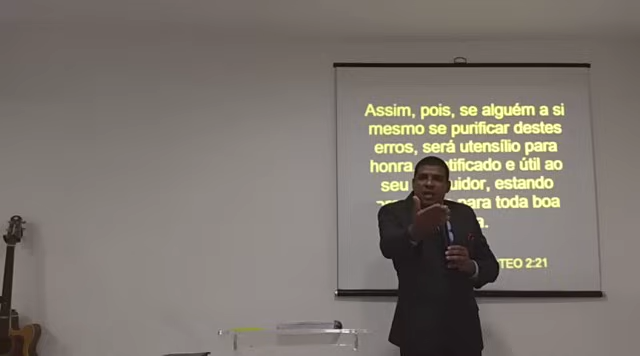 Assim, pois, se alguém a si
mesmo se purificar destes
erros, será utensílio para
honra, e útil ao
seu estando
para toda boa
2:21